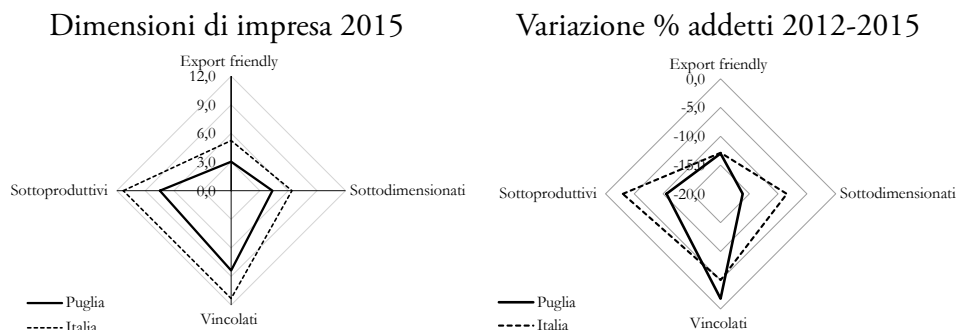 Dimensioni di impresa 2015
Export friendly
12,0
9,0
6,0
3,0
0,0
Sottoproduttivi
Sottodimensionati
Vincolati
Puglia
Italia
Variazione % addetti 2012-2015
Export friendly
0,0
-5,0
-10,0
-15,0
-20,0
Sottoproduttivi
Sottodimensionati
Vincolati
Puglia
Italia